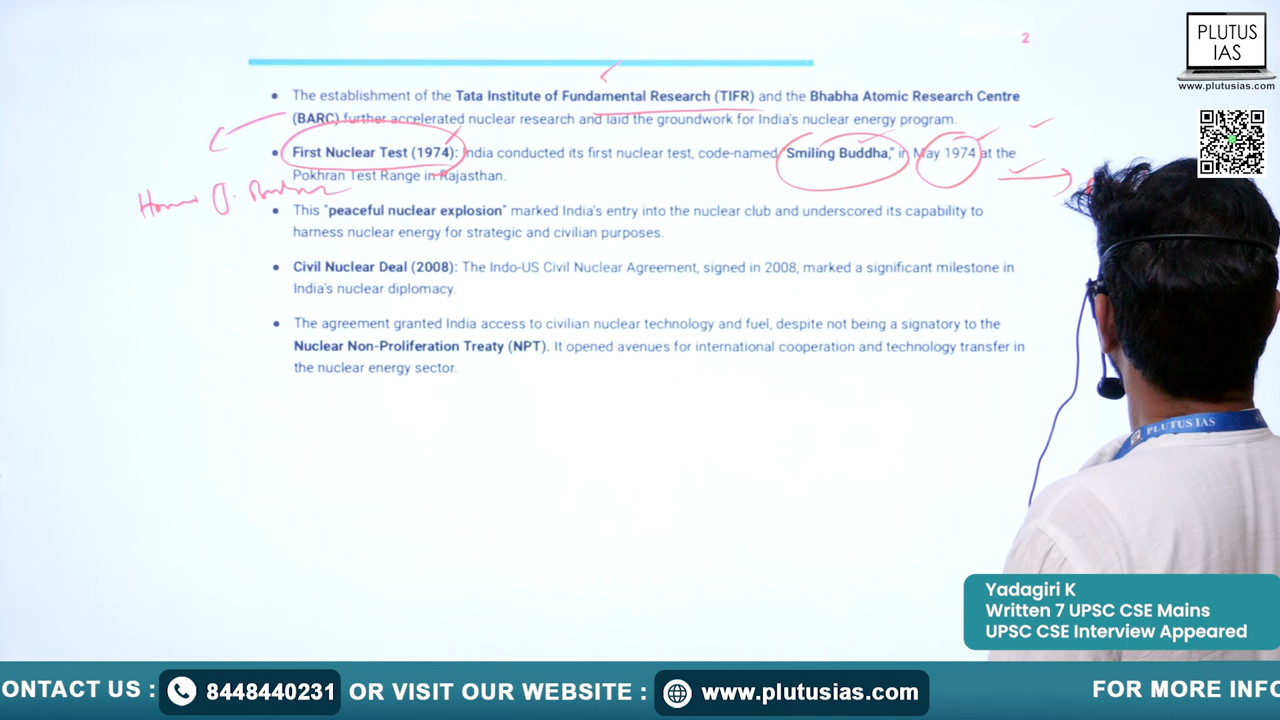 PLUTUS
IAS
www.plutusias.com
2
• The establishment of the Tata Institute of Fundamental Research (TIFR) and the Bhabha Atomic Research Centre
(BARC) further accelerated nuclear research and laid the groundwork for India's nuclear energy program.
• First Nuclear Test (1974): India conducted its first nuclear test, code-named "Smiling Buddha," in May 1974 at the
Pokhran Test Range in Rajasthan.
Homi J.
• This "peaceful nuclear explosion" marked India's entry into the nuclear club and underscored its capability to
harness nuclear energy for strategic and civilian purposes.
• Civil Nuclear Deal (2008): The Indo-US Civil Nuclear Agreement, signed in 2008, marked a significant milestone in
India's nuclear diplomacy.
• The agreement granted India access to civilian nuclear technology and fuel, despite not being a signatory to the
Nuclear Non-Proliferation Treaty (NPT). It opened avenues for international cooperation and technology transfer in
the nuclear energy sector.
PLUTUS IAS
Yadagiri K
Written 7 UPSC CSE Mains
UPSC CSE Interview Appeared
ONTACT US : 8448440231 OR VISIT OUR WEBSITE : www.plutusias.com FOR MORE INFO